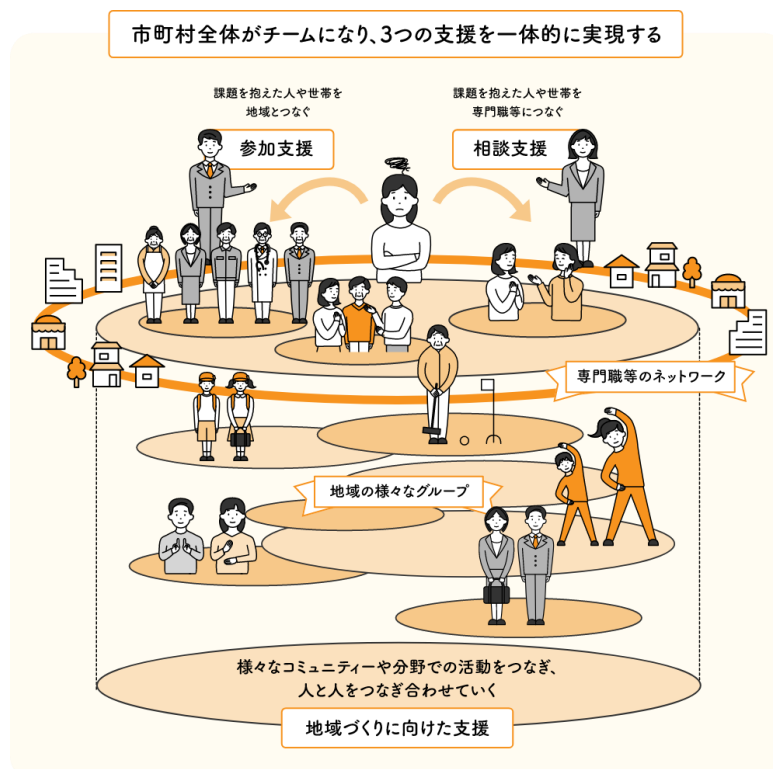 市町村全体がチームになり、3つの支援を一体的に実現する
課題を抱えた人や世帯を
地域とつなぐ
参加支援
課題を抱えた人や世帯を
専門職等につなぐ
相談支援
専門職等のネットワーク
地域の様々なグループ
様々なコミュニティーや分野での活動をつなぎ、
人と人をつなぎ合わせていく
地域づくりに向けた支援